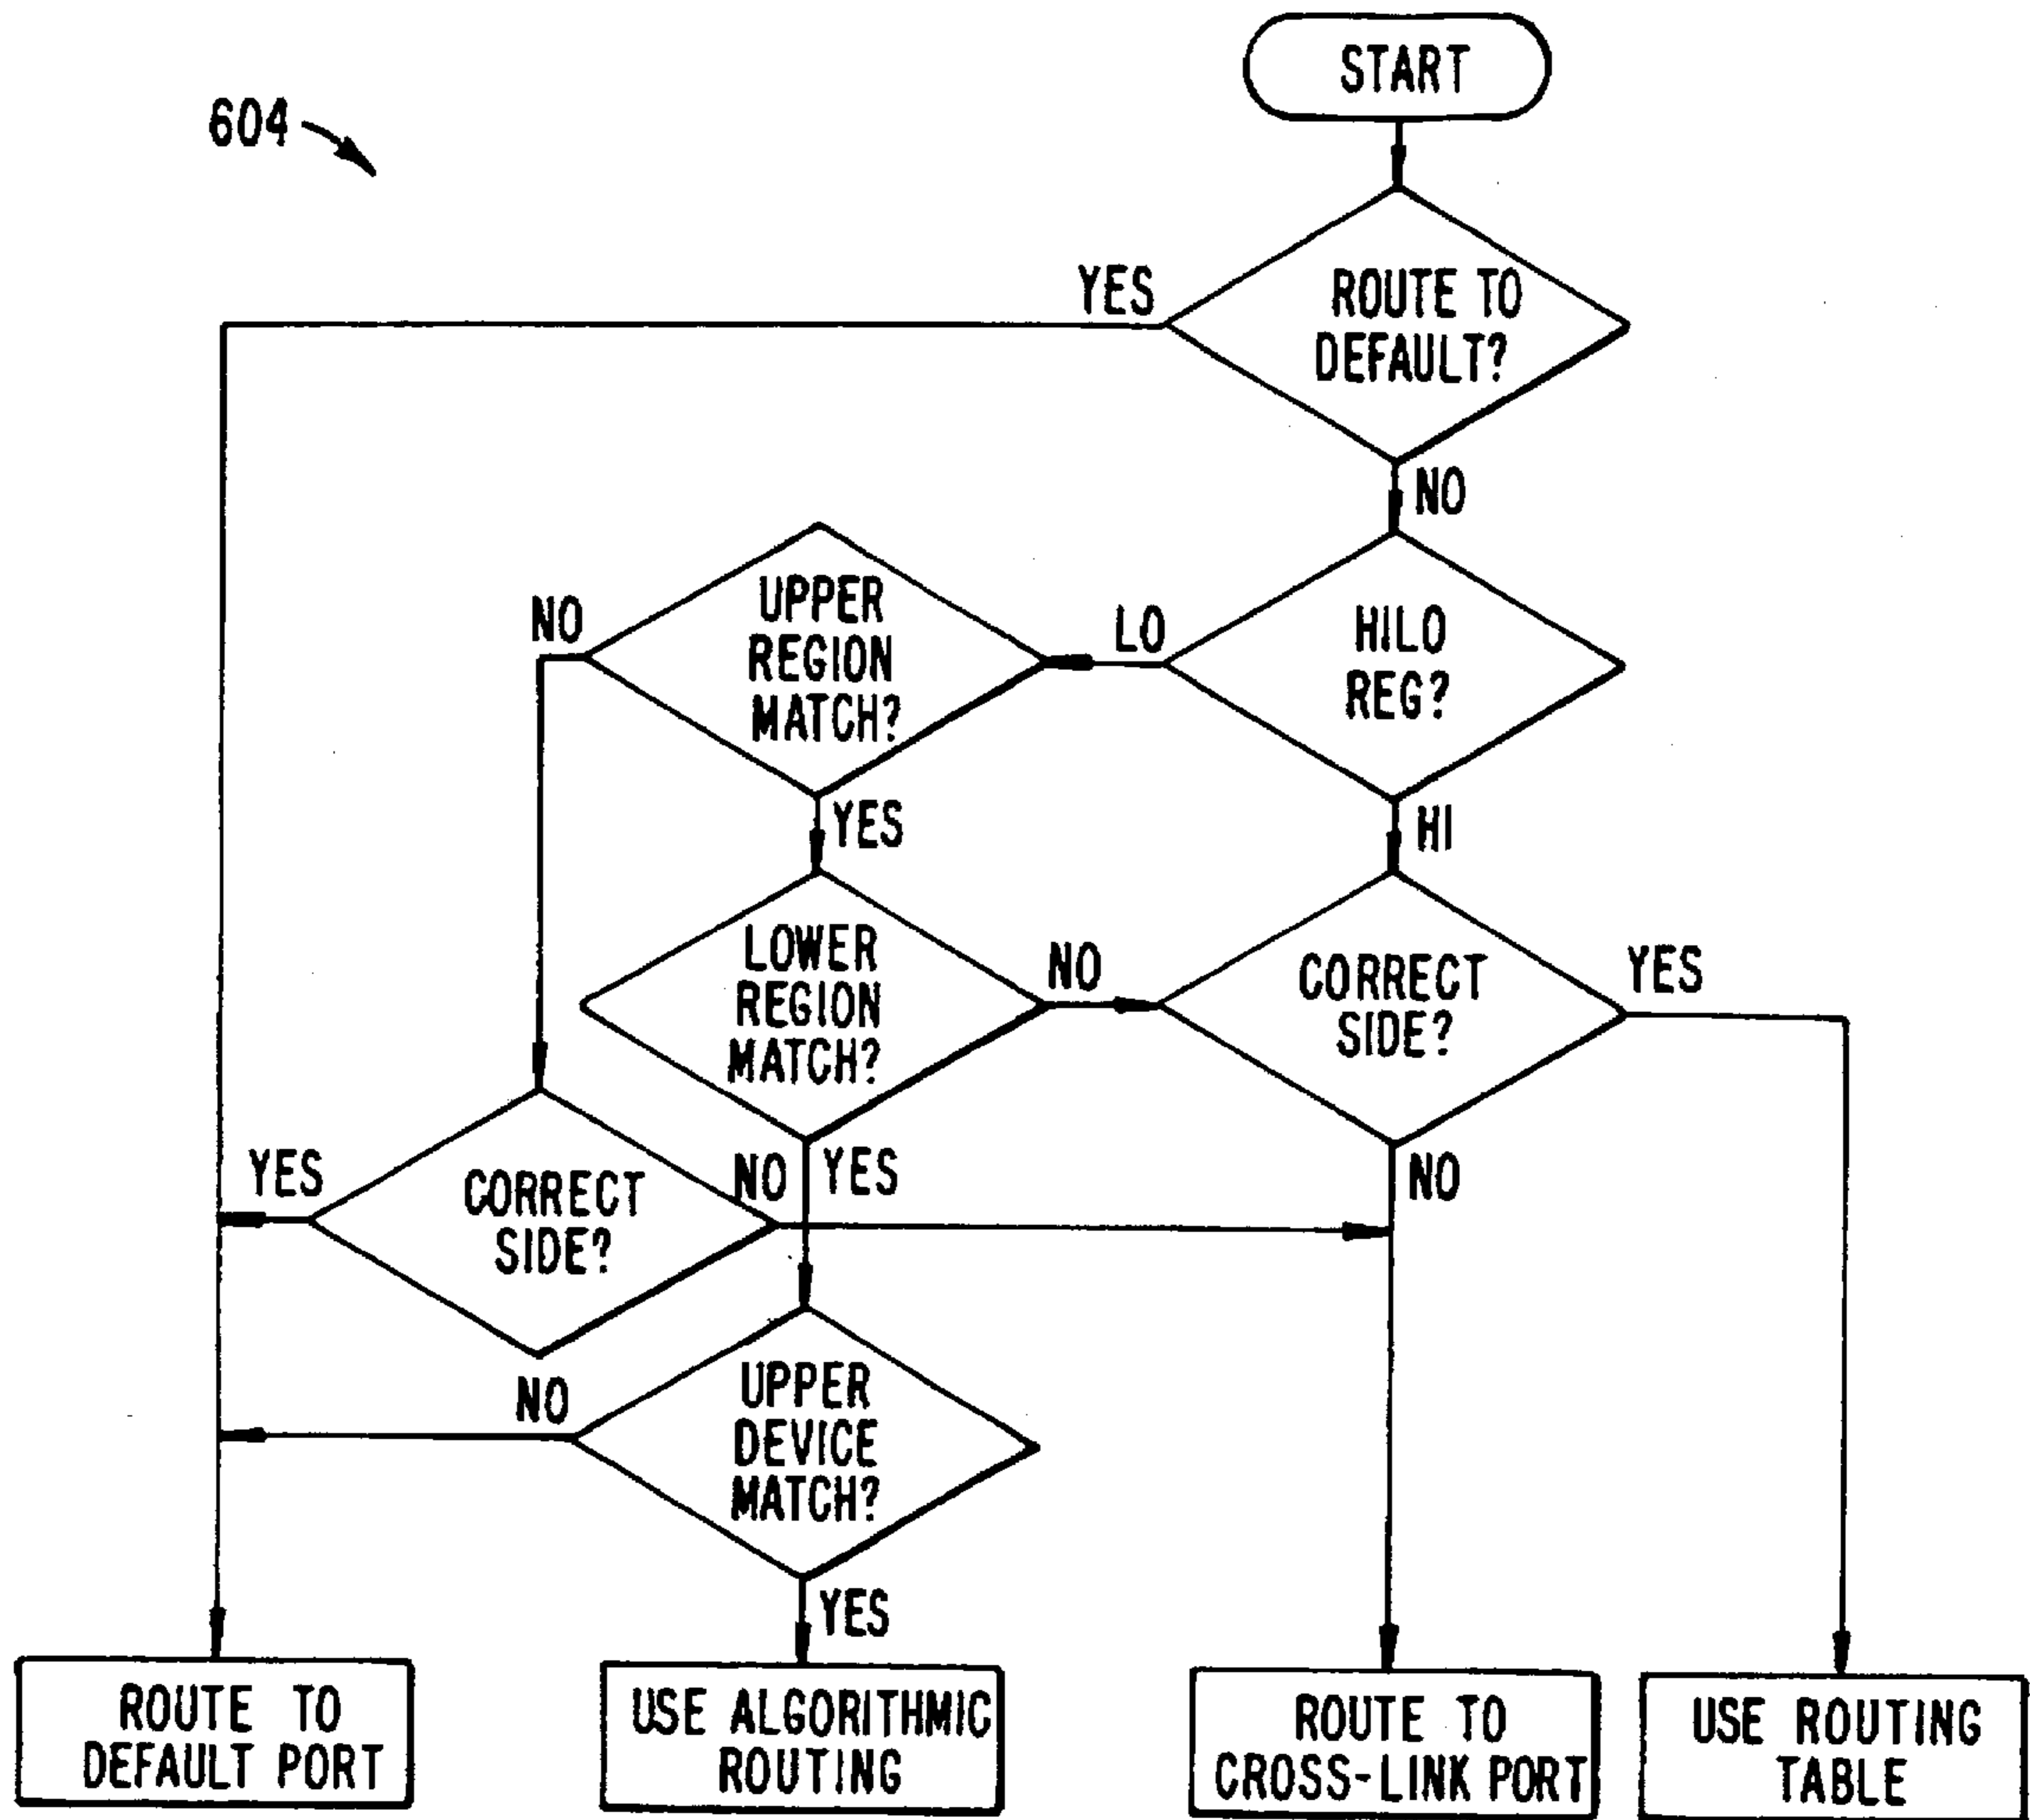 START
604
YES
ROUTE TO
DEFAULT?
NO
NO
UPPER
REGION
MATCH?
LO
HILO
REG?
YES
HI
LOWER
REGION
MATCH?
NO
CORRECT
SIDE?
YES
YES
CORRECT
SIDE?
NO
YES
NO
NO
UPPER
DEVICE
MATCH?
YES
ROUTE TO
DEFAULT PORT
USE ALGORITHMIC
ROUTING
ROUTE TO
CROSS-LINK PORT
USE ROUTING
TABLE